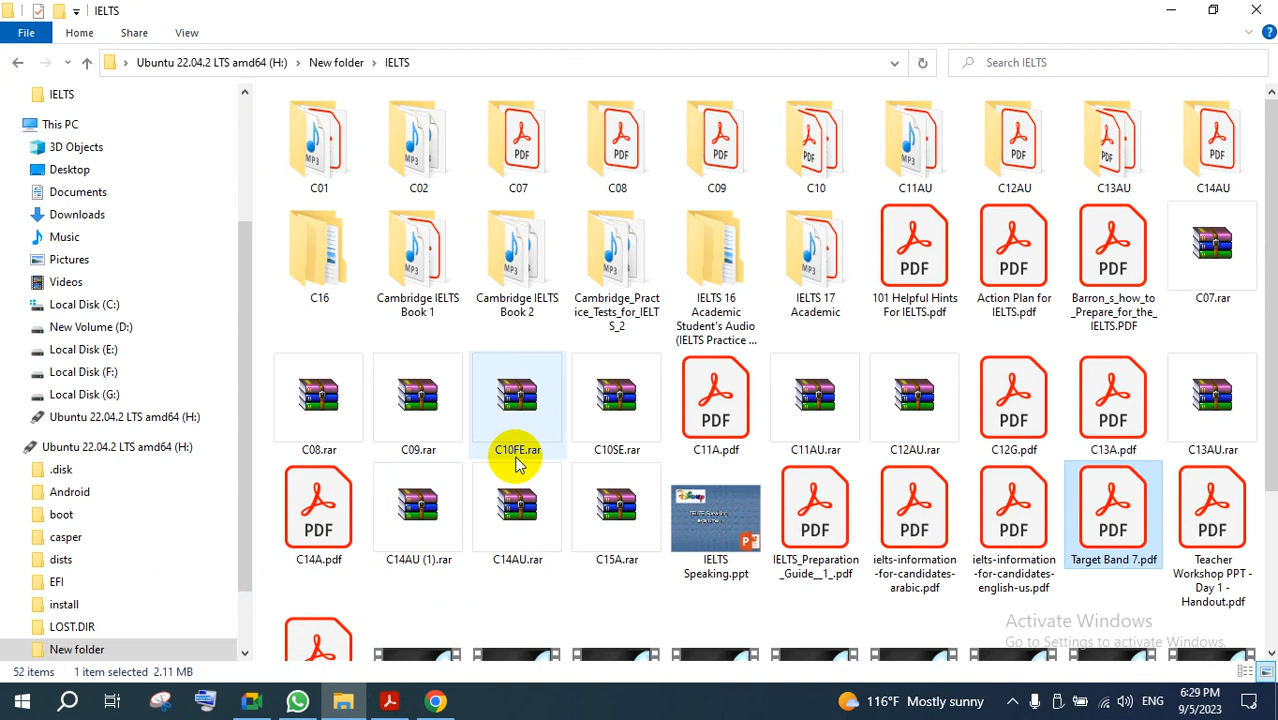 IELTS
File
Home
Share
View
Ubuntu 22.04.2 LTS amd64 (H:)
New folder
IELTS
Search IELTS
IELTS
This PC
3D Objects
Desktop
Documents
Downloads
Music
Pictures
Videos
Local Disk (C:)
New Volume (D:)
Local Disk (E:)
Local Disk (F:)
Local Disk (G:)
Ubuntu 22.04.2 LTS amd64 (H:)
Ubuntu 22.04.2 LTS amd64 (H:)
.disk
Android
boot
casper
dists
EFI
install
LOST.DIR
New folder
C01
C02
C07
C08
C09
C10
C11AU
C12AU
C13AU
C14AU
C16
Cambridge IELTS
Book 1
Cambridge IELTS
Book 2
Cambridge_Pract
ice_Tests_for_IELT
S_2
IELTS 16
Academic
Student's Audio
(IELTS Practice ...
IELTS 17
Academic
101 Helpful Hints
For IELTS.pdf
Action Plan for
IELTS.pdf
Barron_s_how_to
_Prepare_for_the_
IELTS.PDF
C07.rar
C08.rar
C09.rar
C10FE.rar
C10SE.rar
C11A.pdf
C11AU.rar
C12AU.rar
C12G.pdf
C13A.pdf
C13AU.rar
C14A.pdf
C14AU (1).rar
C14AU.rar
C15A.rar
IELTS
Speaking.ppt
IELTS_Preparation
_Guide__1_.pdf
ielts-information
-for-candidates-
arabic.pdf
ielts-information
-for-candidates-
english-us.pdf
Target Band 7.pdf
Teacher
Workshop PPT -
Day 1 -
Handout.pdf
Activate Windows
Go to Settings to activate Windows.
52 items
1 item selected 2.11 MB
116°F Mostly sunny
ENG
6:29 PM
9/5/2023